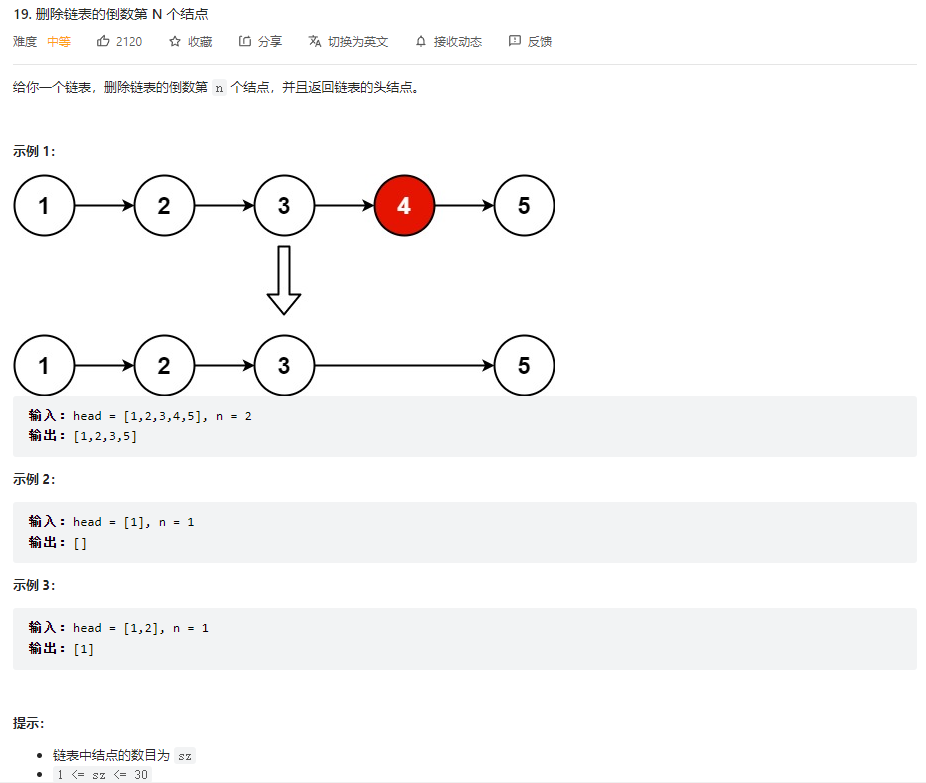 19. 删除链表的倒数第 N 个结点
难度 中等 2120 收藏 分享 切换为英文 接收动态 反馈
给你一个链表，删除链表的倒数第 n 个结点，并且返回链表的头结点。
示例 1：
1 2 3 4 5
1 2 3 5
输入：head = [1,2,3,4,5], n = 2
输出：[1,2,3,5]
示例 2：
输入：head = [1], n = 1
输出：[]
示例 3：
输入：head = [1,2], n = 1
输出：[1]
提示：
链表中结点的数目为 sz
1 <= sz <= 30